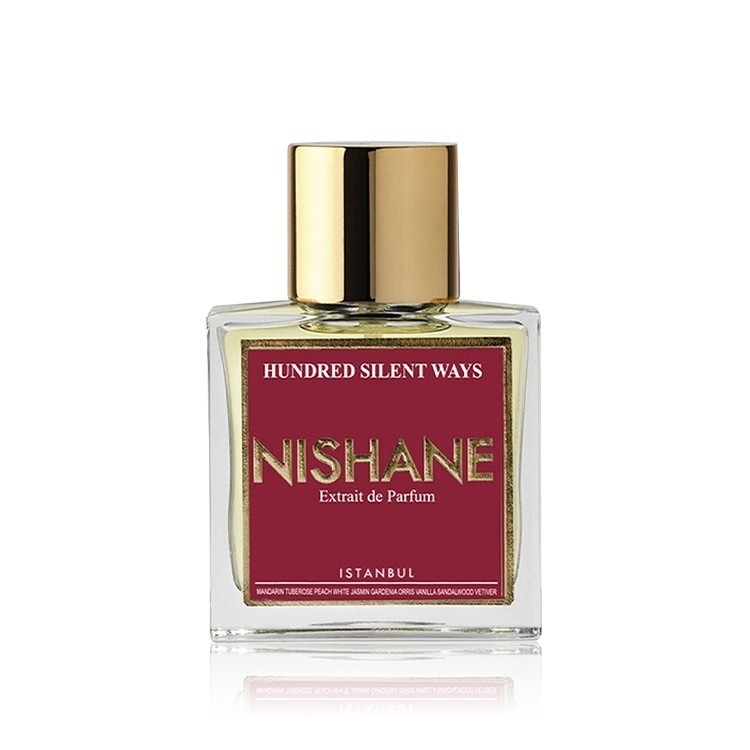 HUNDRED SILENT WAYS
NISHANE
Extrait de Parfum
ISTANBUL
MANDARIN TUBEROSE PEACH WHITE JASMIN GARDENIA ORRIS VANILLA SANDALWOOD VETIVER